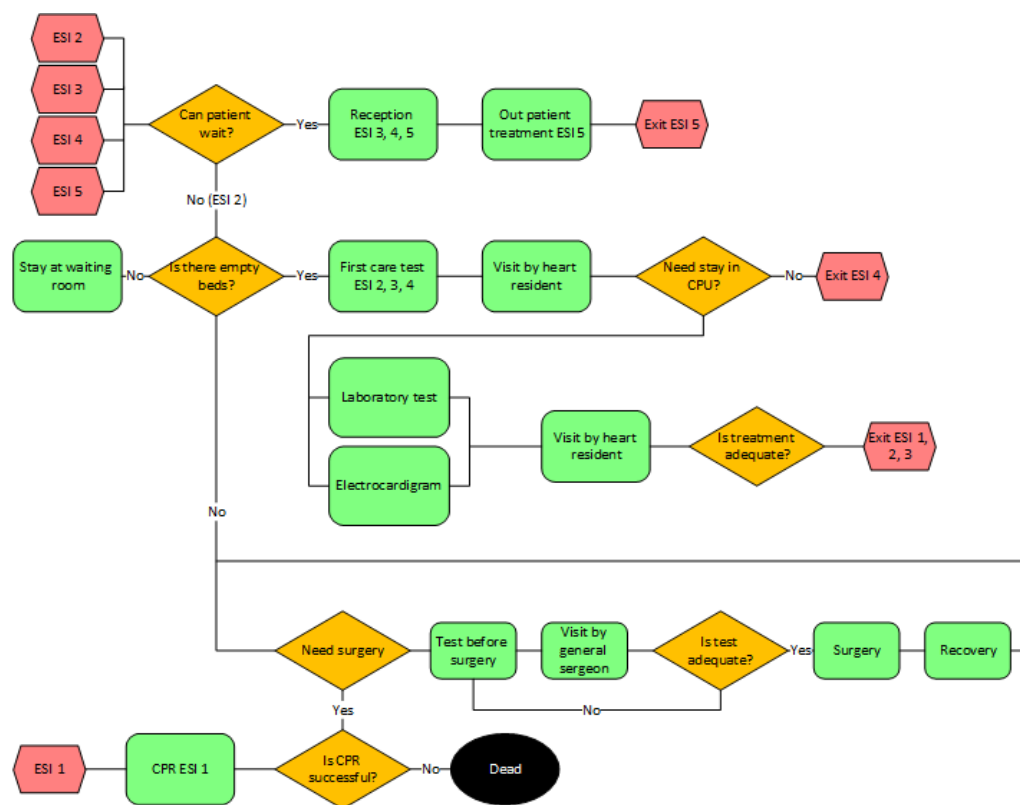 ESI 2
ESI 3
ESI 4
ESI 5
Can patient
wait?
Yes
Reception
ESI 3, 4, 5
Out patient
treatment ESI 5
Exit ESI 5
No (ESI 2)
Stay at waiting
room
No
Is there empty
beds?
Yes
First care test
ESI 2, 3, 4
Visit by heart
resident
Need stay in
CPU?
No
Exit ESI 4
Laboratory test
Electrocardigram
Visit by heart
resident
Is treatment
adequate?
Exit ESI 1,
2, 3
No
Need surgery
Test before
surgery
Visit by
general
sergeon
Is test
adequate?
Yes
Surgery
Recovery
No
Yes
ESI 1
CPR ESI 1
Is CPR
successful?
No
Dead